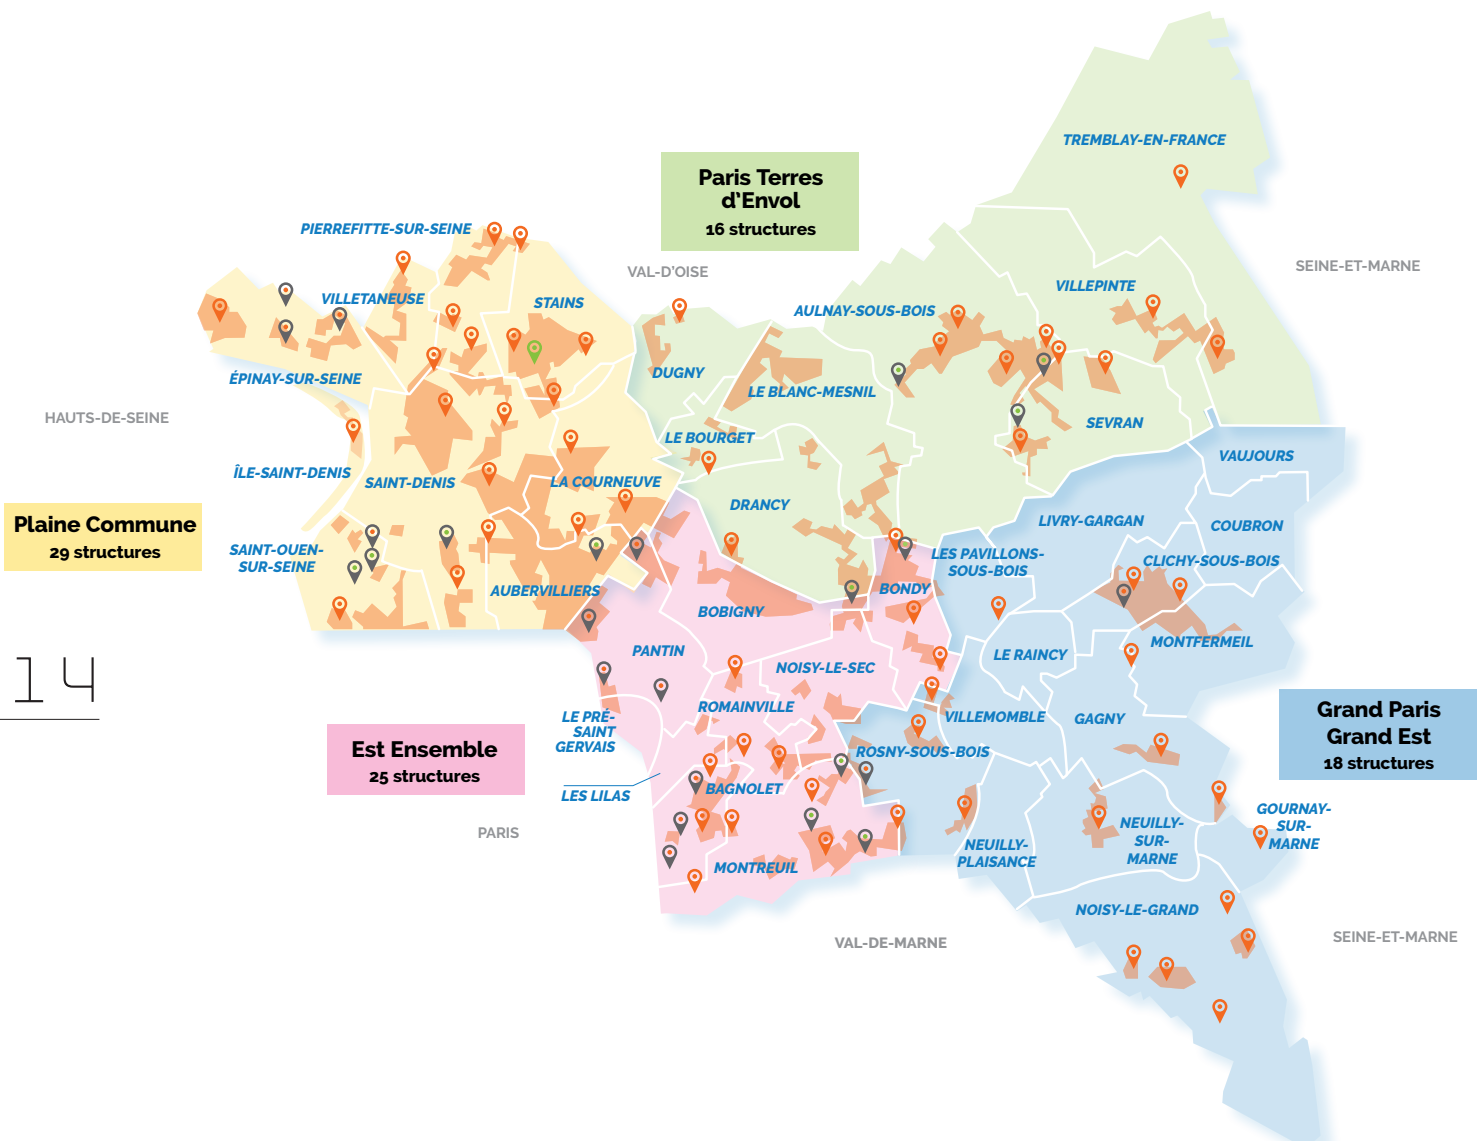 TREMBLAY-EN-FRANCE
Paris Terres
d'Envol
16 structures
PIERREFITTE-SUR-SEINE
VAL-D'OISE
SEINE-ET-MARNE
VILLETANEUSE
STAINS
AULNAY-SOUS-BOIS
VILLEPINTE
ÉPINAY-SUR-SEINE
DUGNY
LE BLANC-MESNIL
HAUTS-DE-SEINE
LE BOURGET
SEVRAN
VAUJOURS
ÎLE-SAINT-DENIS
SAINT-DENIS
LA COURNEUVE
DRANCY
Plaine Commune
29 structures
LIVRY-GARGAN
COUBRON
SAINT-OUEN-
SUR-SEINE
LES PAVILLONS-
SOUS-BOIS
CLICHY-SOUS-BOIS
AUBERVILLIERS
BONDY
BOBIGNY
PANTIN
NOISY-LE-SEC
LE RAINCY
MONTFERMEIL
14
LE PRÉ-
SAINT
GERVAIS
ROMAINVILLE
VILLEMOMBLE
GAGNY
Grand Paris
Grand Est
18 structures
Est Ensemble
25 structures
ROSNY-SOUS-BOIS
LES LILAS
BAGNOLET
PARIS
GOURNAY-
SUR-
MARNE
NEUILLY-
SUR-
MARNE
NEUILLY-
PLAISANCE
MONTREUIL
NOISY-LE-GRAND
VAL-DE-MARNE
SEINE-ET-MARNE